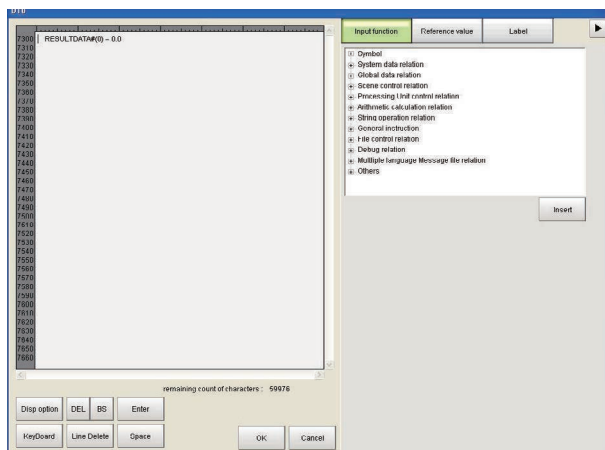 RESULTDATA#(0) = 0.0
7300
7310
7320
7330
7340
7350
7360
7370
7380
7390
7400
7410
7420
7430
7440
7450
7460
7470
7480
7490
7500
7510
7520
7530
7540
7550
7560
7570
7580
7590
7600
7610
7620
7630
7640
7650
7660
remaining count of characters : 59976
Disp option
DEL
BS
Enter
KeyBoard
Line Delete
Space
OK
Cancel
Input function
Reference value
Label
Symbol
System data relation
Global data relation
Scene control relation
Processing Unit control relation
Arithmetic calculation relation
String operation relation
General instruction
File control relation
Debug relation
Multiple language Message file relation
Others
Insert